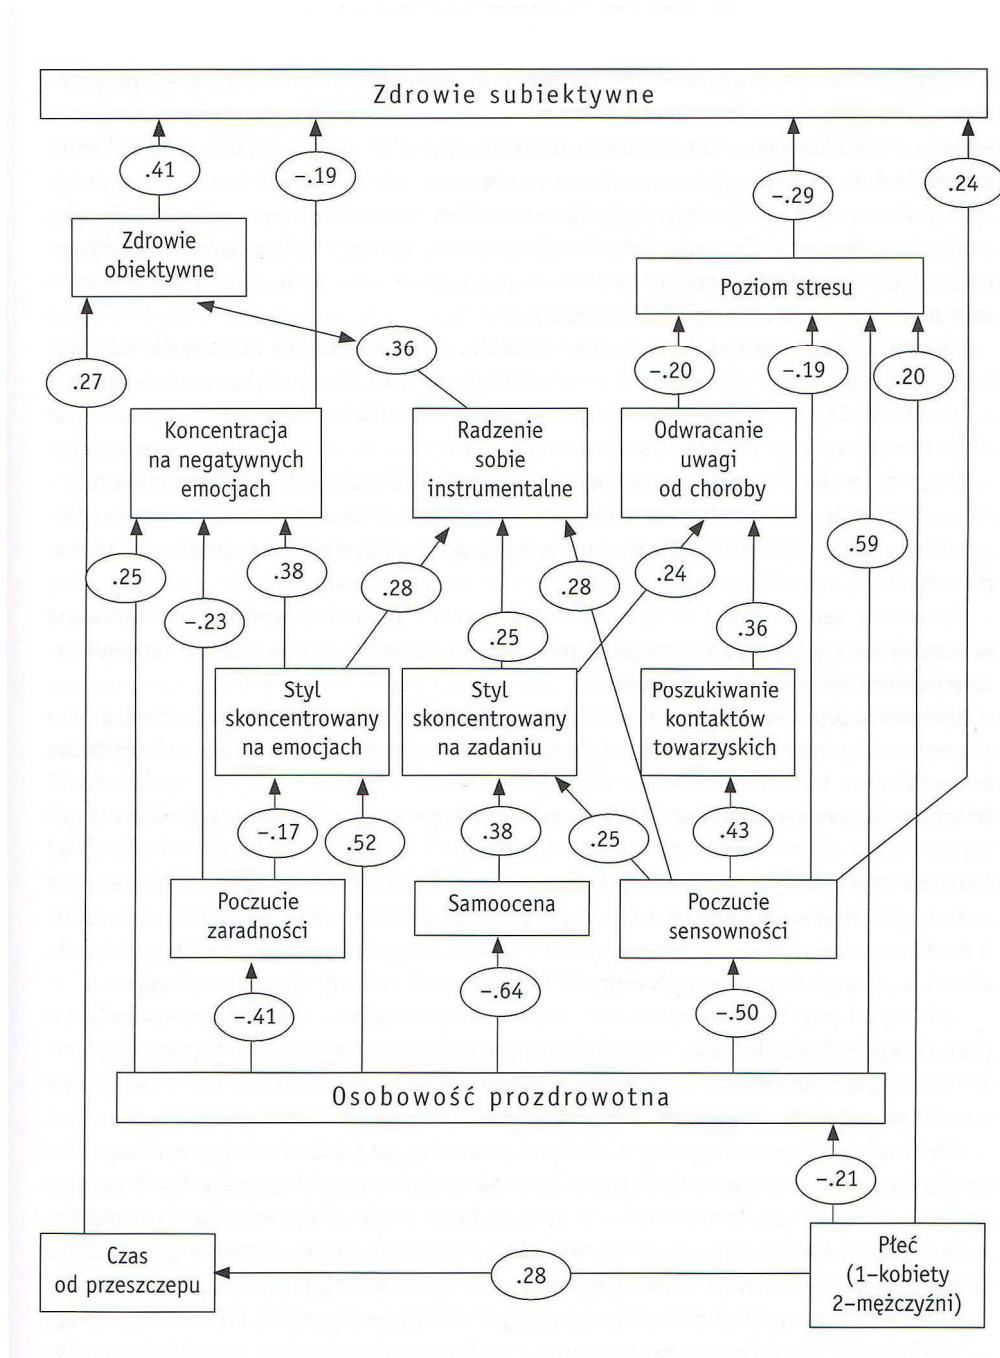 Zdrowie subiektywne
.41
–.19
–.29
.24
Zdrowie
obiektywne
Poziom stresu
.27
.36
–.20
–.19
.20
Koncentracja
na negatywnych
emocjach
Radzenie
sobie
instrumentalne
Odwracanie
uwagi
od choroby
.59
.25
–.23
.38
.28
.25
.28
.24
.36
Styl
skoncentrowany
na emocjach
Styl
skoncentrowany
na zadaniu
Poszukiwanie
kontaktów
towarzyskich
–.17
.52
.38
.25
.43
Poczucie
zaradności
Samoocena
Poczucie
sensowności
–.41
–.64
–.50
Osobowość prozdrowotna
–.21
Czas
od przeszczepu
.28
Płeć
(1–kobiety
2–mężczyźni)